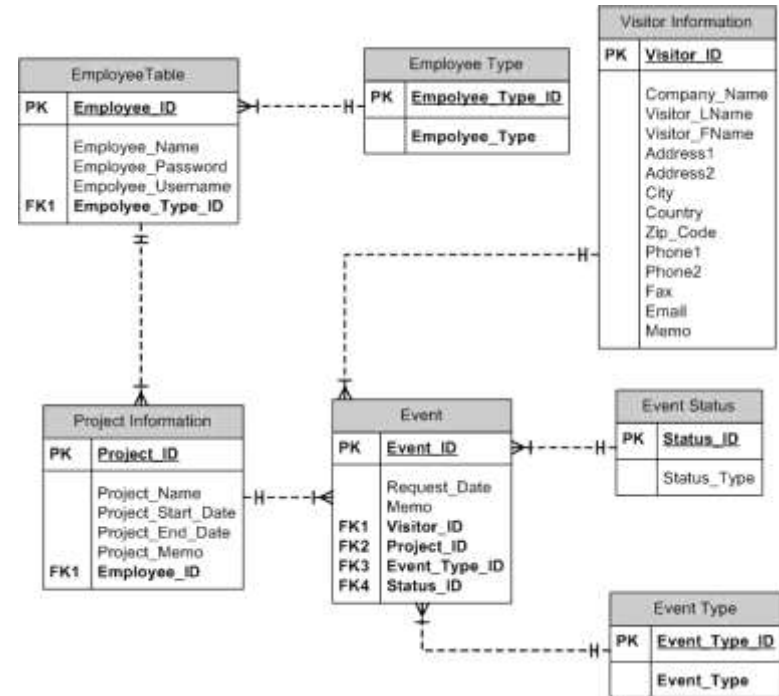 EmployeeTable
PK Employee_ID
Employee_Name
Employee_Password
Empolyee_Username
FK1 Empolyee_Type_ID
Employee Type
PK Empolyee_Type_ID
Empolyee_Type
Visitor Information
PK Visitor_ID
Company_Name
Visitor_LName
Visitor_FName
Address1
Address2
City
Country
Zip_Code
Phone1
Phone2
Fax
Email
Memo
Project Information
PK Project_ID
Project_Name
Project_Start_Date
Project_End_Date
Project_Memo
FK1 Employee_ID
Event
PK Event_ID
Request_Date
Memo
FK1 Visitor_ID
FK2 Project_ID
FK3 Event_Type_ID
FK4 Status_ID
Event Status
PK Status_ID
Status_Type
Event Type
PK Event_Type_ID
Event_Type